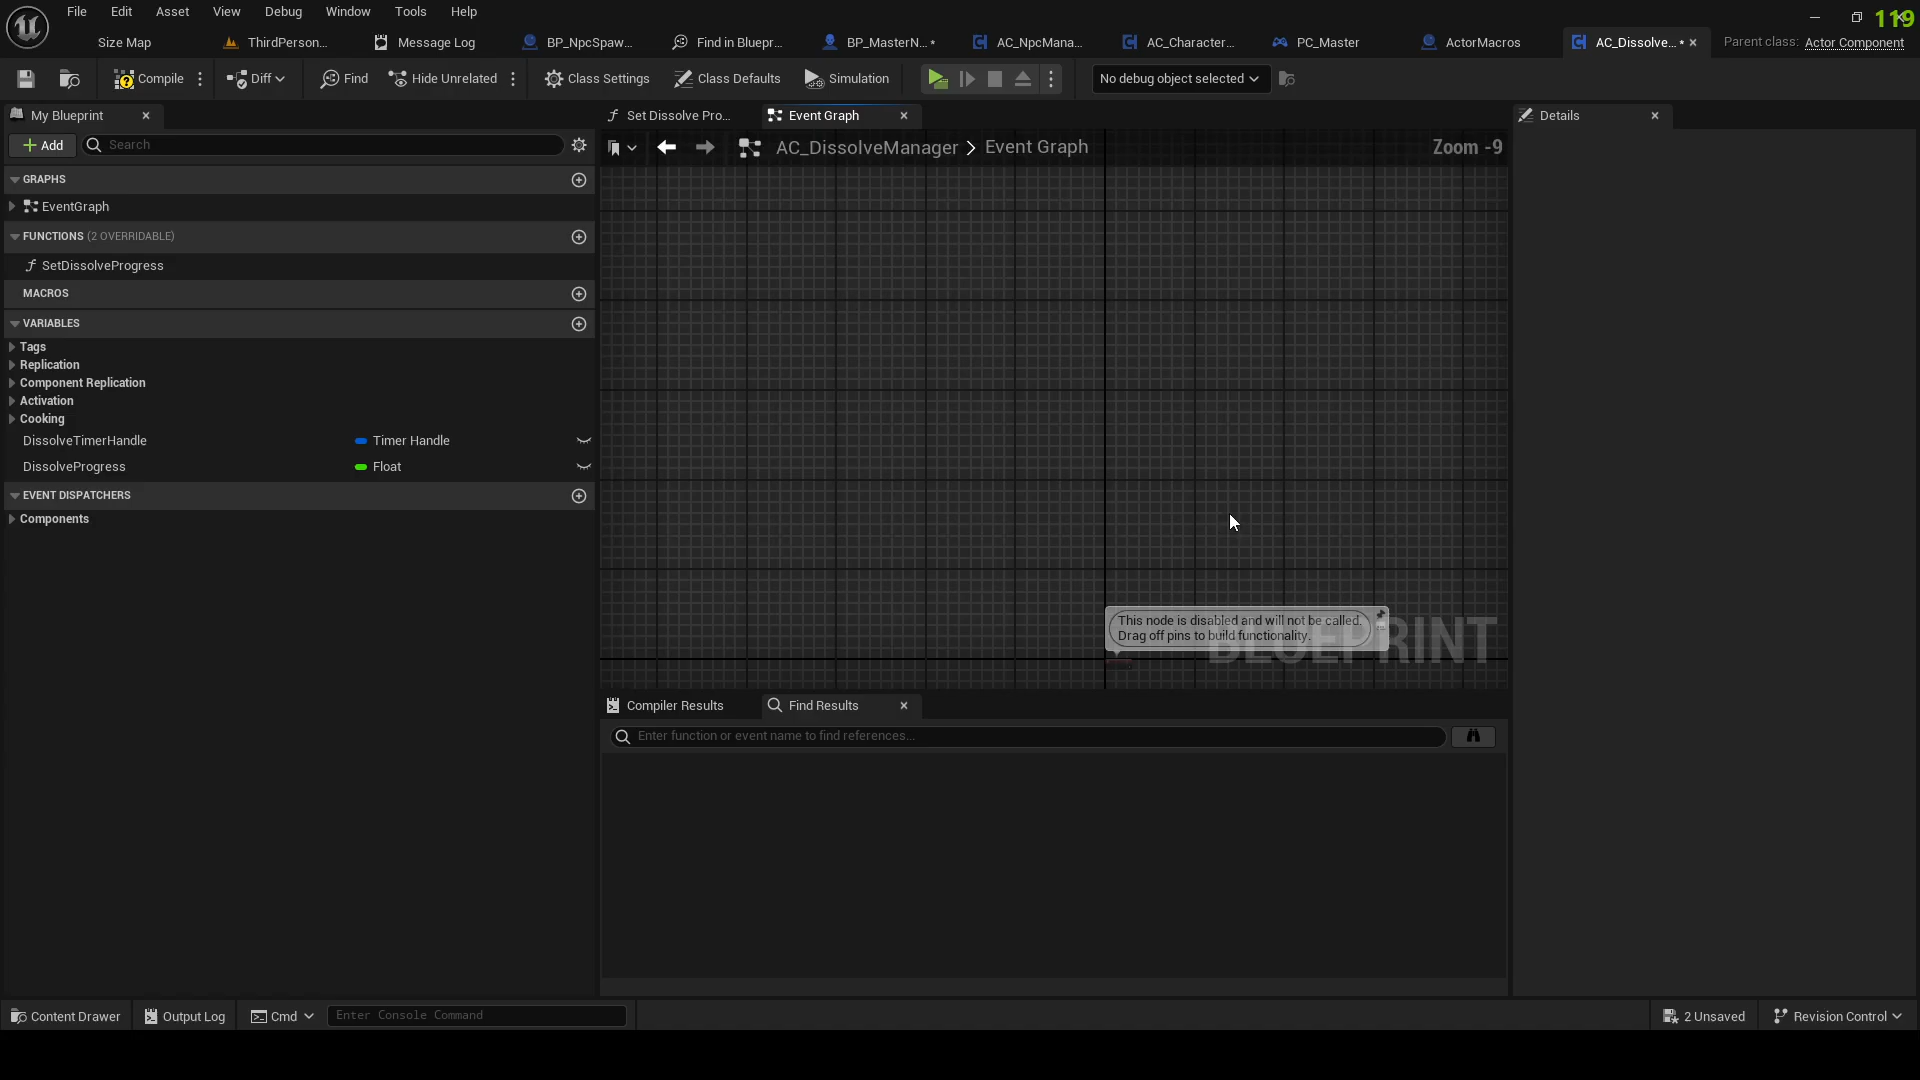 File Edit Asset View Debug Window Tools Help
119
Size Map ThirdPerson... Message Log BP_NpcSpaw... Find in Bluepr... BP_MasterN... • AC_NpcMana... AC_Character... PC_Master ActorMacros AC_Dissolve... • Parent class: Actor Component
Compile Diff Find Hide Unrelated Class Settings Class Defaults Simulation No debug object selected
My Blueprint
Set Dissolve Pro... Event Graph
Details
Add Search
AC_DissolveManager > Event Graph Zoom -9
GRAPHS
EventGraph
FUNCTIONS (2 OVERRIDABLE)
SetDissolveProgress
MACROS
VARIABLES
Tags
Replication
Component Replication
Activation
Cooking
DissolveTimerHandle Timer Handle
DissolveProgress Float
EVENT DISPATCHERS
Components
This node is disabled and will not be called.
Drag off pins to build functionality.
BLUEPRINT
Compiler Results Find Results
Enter function or event name to find references...
Content Drawer Output Log Cmd Enter Console Command 2 Unsaved Revision Control